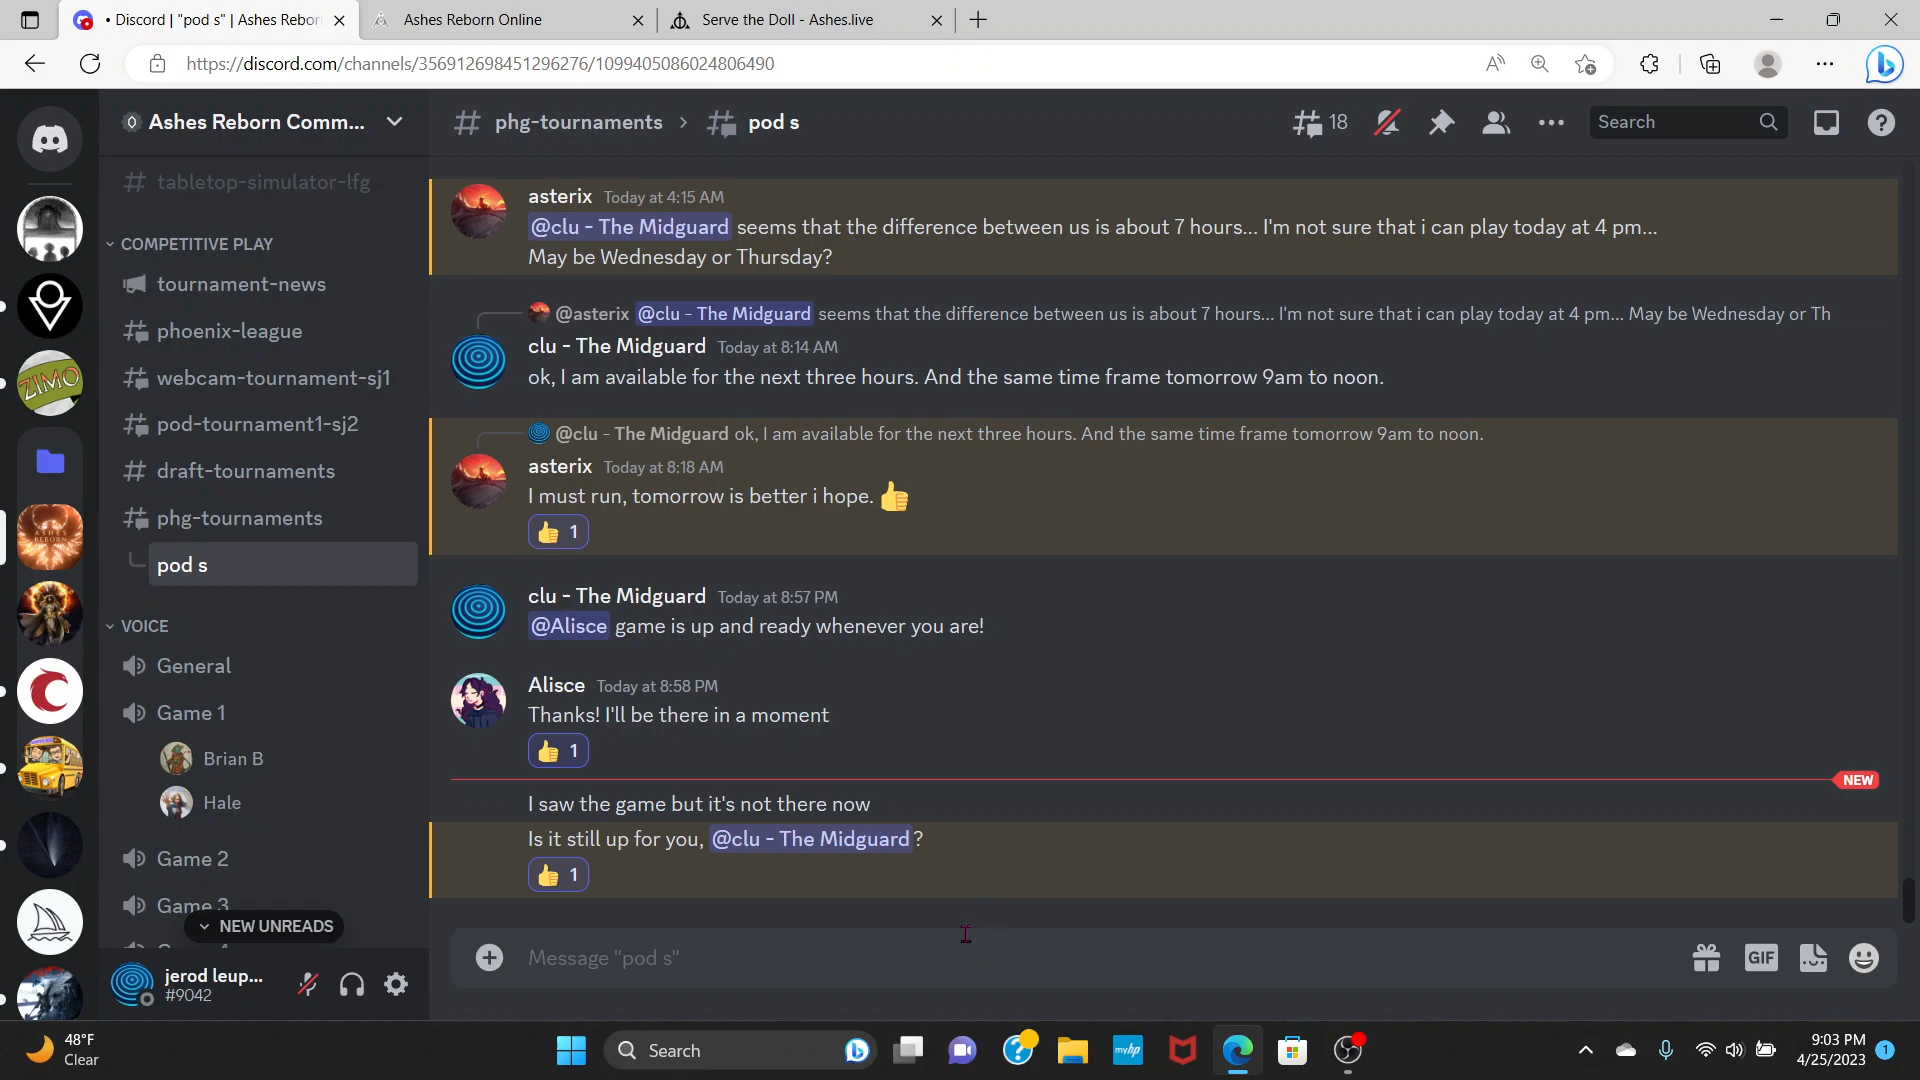 • Discord | "pod s" | Ashes Rebor
Ashes Reborn Online
Serve the Doll - Ashes.live
https://discord.com/channels/356912698451296276/1099405086024806490
Ashes Reborn Comm...
phg-tournaments > pod s
18
Search
tabletop-simulator-lfg
COMPETITIVE PLAY
tournament-news
phoenix-league
webcam-tournament-sj1
pod-tournament1-sj2
draft-tournaments
phg-tournaments
pod s
VOICE
General
Game 1
Brian B
Hale
Game 2
Game 3
NEW UNREADS
jerod leup...
#9042
ZIMO
ASHES
REBORN
asterix Today at 4:15 AM
@clu - The Midguard seems that the difference between us is about 7 hours... I'm not sure that i can play today at 4 pm...
May be Wednesday or Thursday?
@asterix @clu - The Midguard seems that the difference between us is about 7 hours... I'm not sure that i can play today at 4 pm... May be Wednesday or Th
clu - The Midguard Today at 8:14 AM
ok, I am available for the next three hours. And the same time frame tomorrow 9am to noon.
@clu - The Midguard ok, I am available for the next three hours. And the same time frame tomorrow 9am to noon.
asterix Today at 8:18 AM
I must run, tomorrow is better i hope. 👍
👍 1
clu - The Midguard Today at 8:57 PM
@Alisce game is up and ready whenever you are!
Alisce Today at 8:58 PM
Thanks! I'll be there in a moment
👍 1
NEW
I saw the game but it's not there now
Is it still up for you, @clu - The Midguard ?
👍 1
Message "pod s"
GIF
48°F
Clear
Search
myhp
9:03 PM
4/25/2023
1